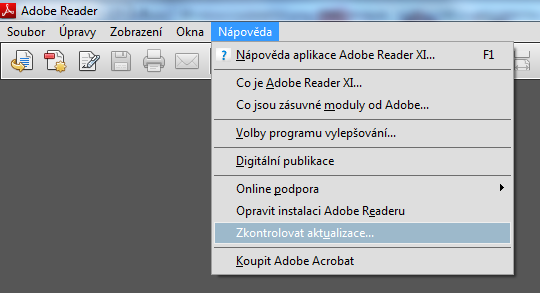 Adobe Reader
Soubor Úpravy Zobrazení Okna Nápověda
Nápověda aplikace Adobe Reader XI... F1
Co je Adobe Reader XI...
Co jsou zásuvné moduly od Adobe...
Volby programu vylepšování...
Digitální publikace
Online podpora
Opravit instalaci Adobe Readeru
Zkontrolovat aktualizace...
Koupit Adobe Acrobat